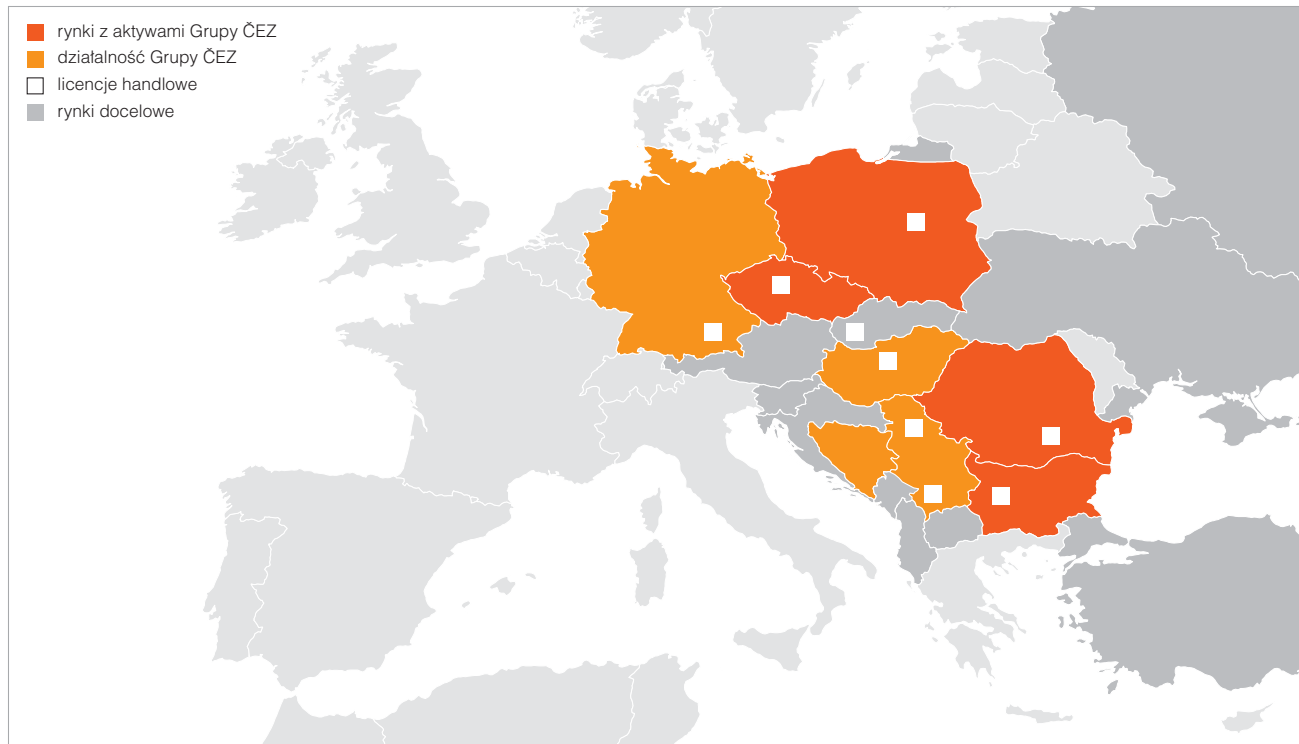 rynki z aktywami Grupy ČEZ
działalność Grupy ČEZ
licencje handlowe
rynki docelowe